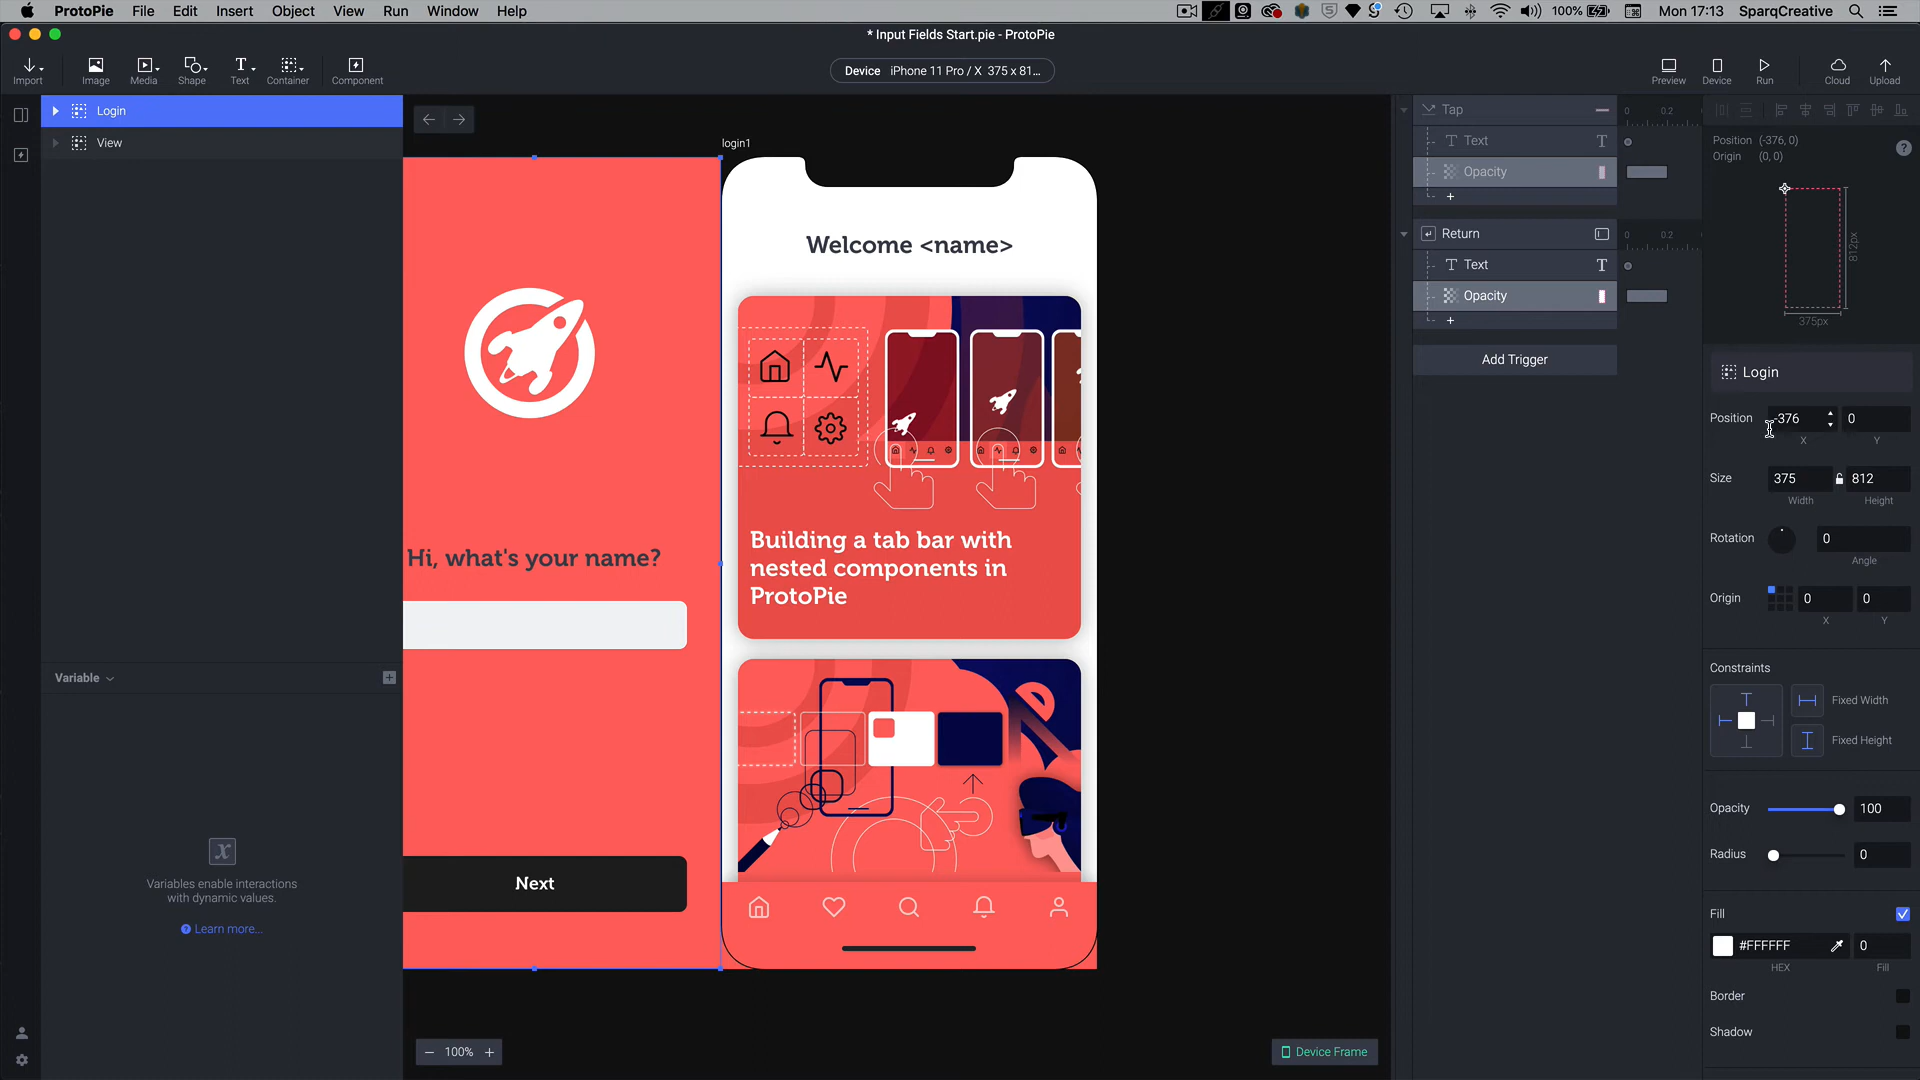 ProtoPie File Edit Insert Object View Run Window Help
100% Mon 17:13 SparqCreative
* Input Fields Start.pie - ProtoPie
Import Image Media Shape Text Container Component
Device iPhone 11 Pro / X 375 x 81...
Preview Device Run Cloud Upload
Login
View
login1
Welcome <name>
Building a tab bar with
nested components in
ProtoPie
Hi, what's your name?
Next
Variable
Variables enable interactions
with dynamic values.
Learn more...
100%
Device Frame
Tap
0 0.2
Text
Opacity
Return
0 0.2
Text
Opacity
Add Trigger
Position (-376, 0)
Origin (0, 0)
812px
375px
Login
Position -376 0
X Y
Size 375 812
Width Height
Rotation 0
Angle
Origin 0 0
X Y
Constraints
Fixed Width
Fixed Height
Opacity 100
Radius 0
Fill
#FFFFFF 0
HEX Fill
Border
Shadow